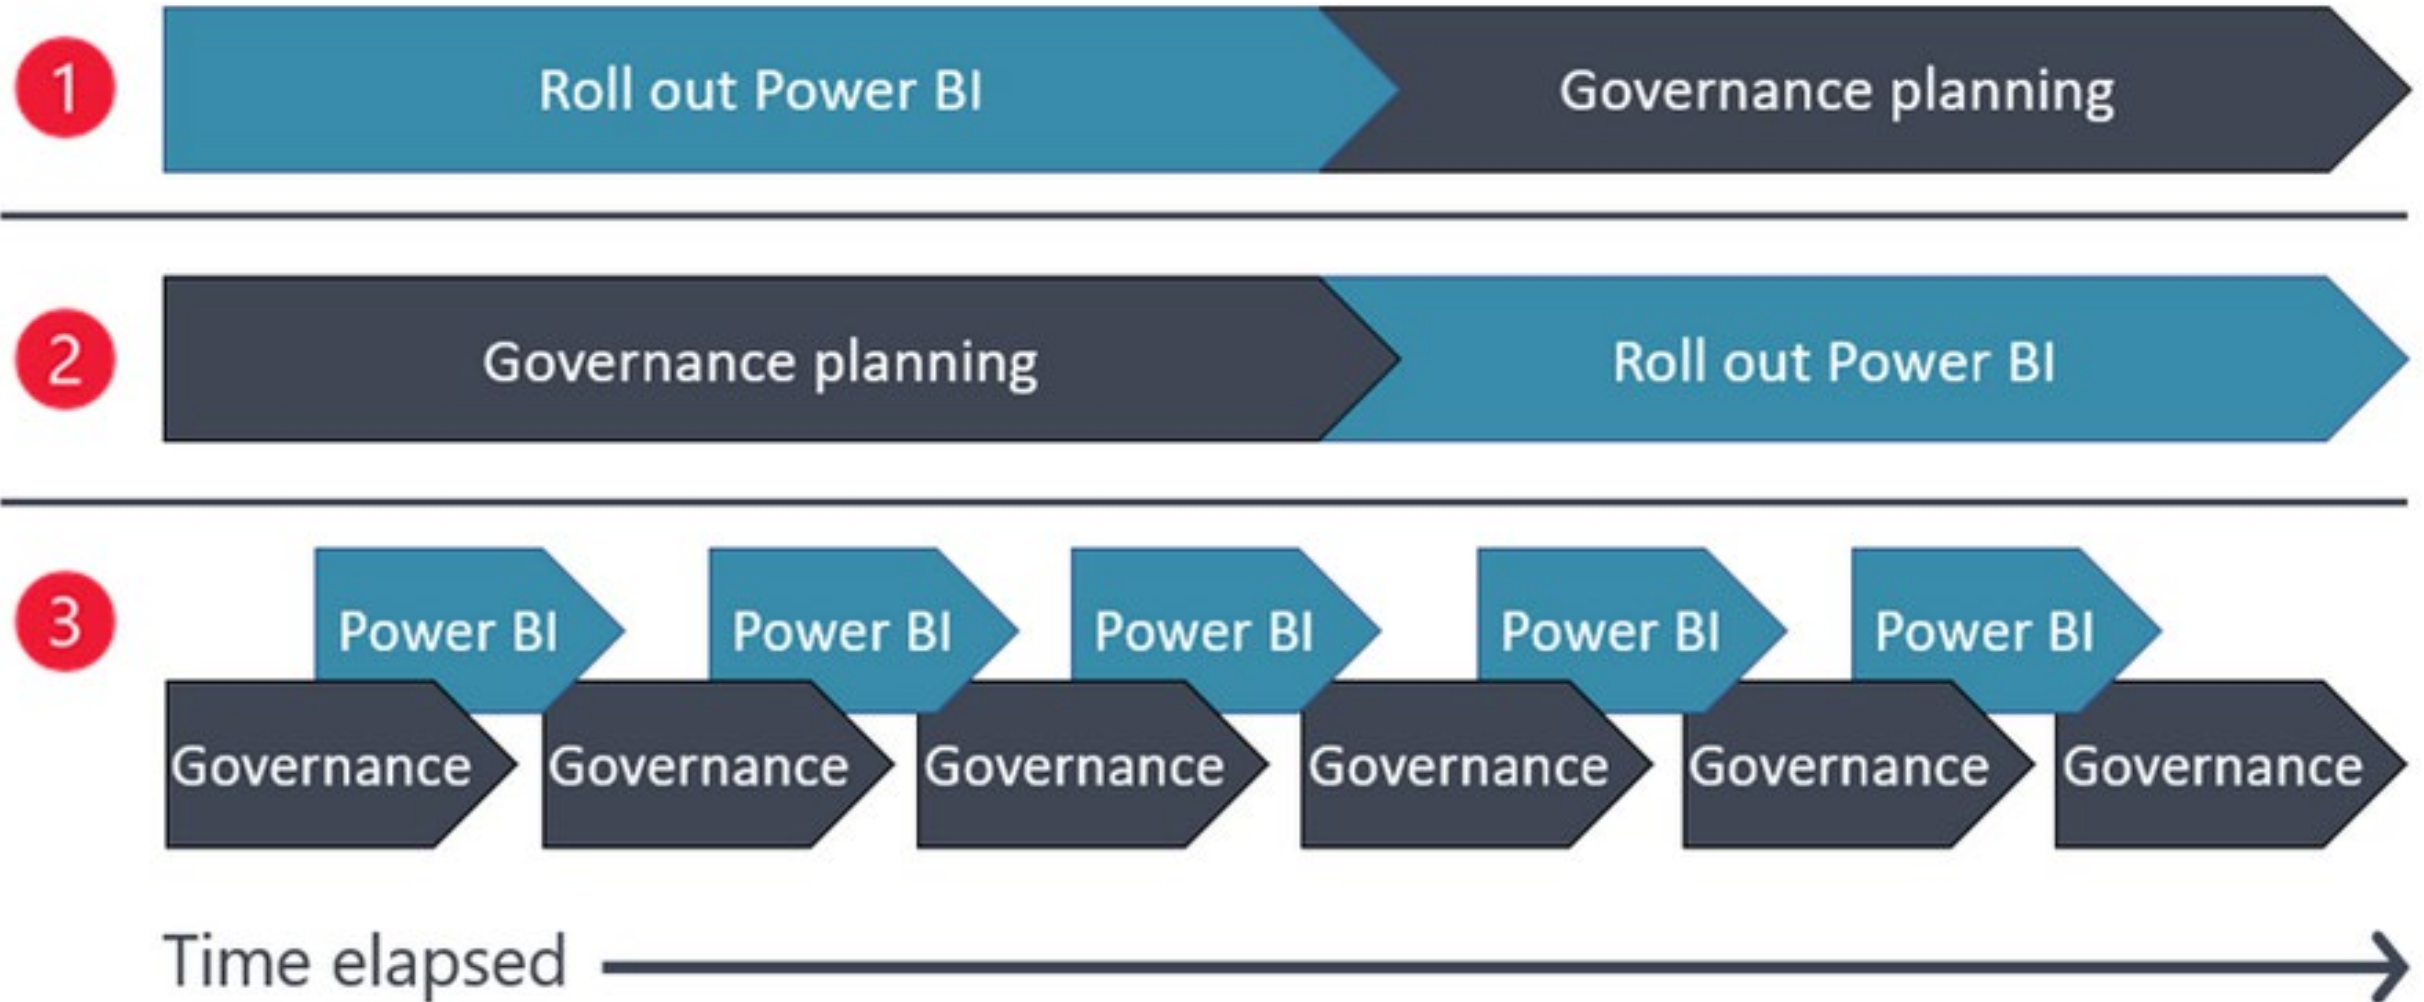 1
Roll out Power BI
Governance planning
2
Governance planning
Roll out Power BI
3
Power BI
Power BI
Power BI
Power BI
Power BI
Governance
Governance
Governance
Governance
Governance
Governance
Time elapsed